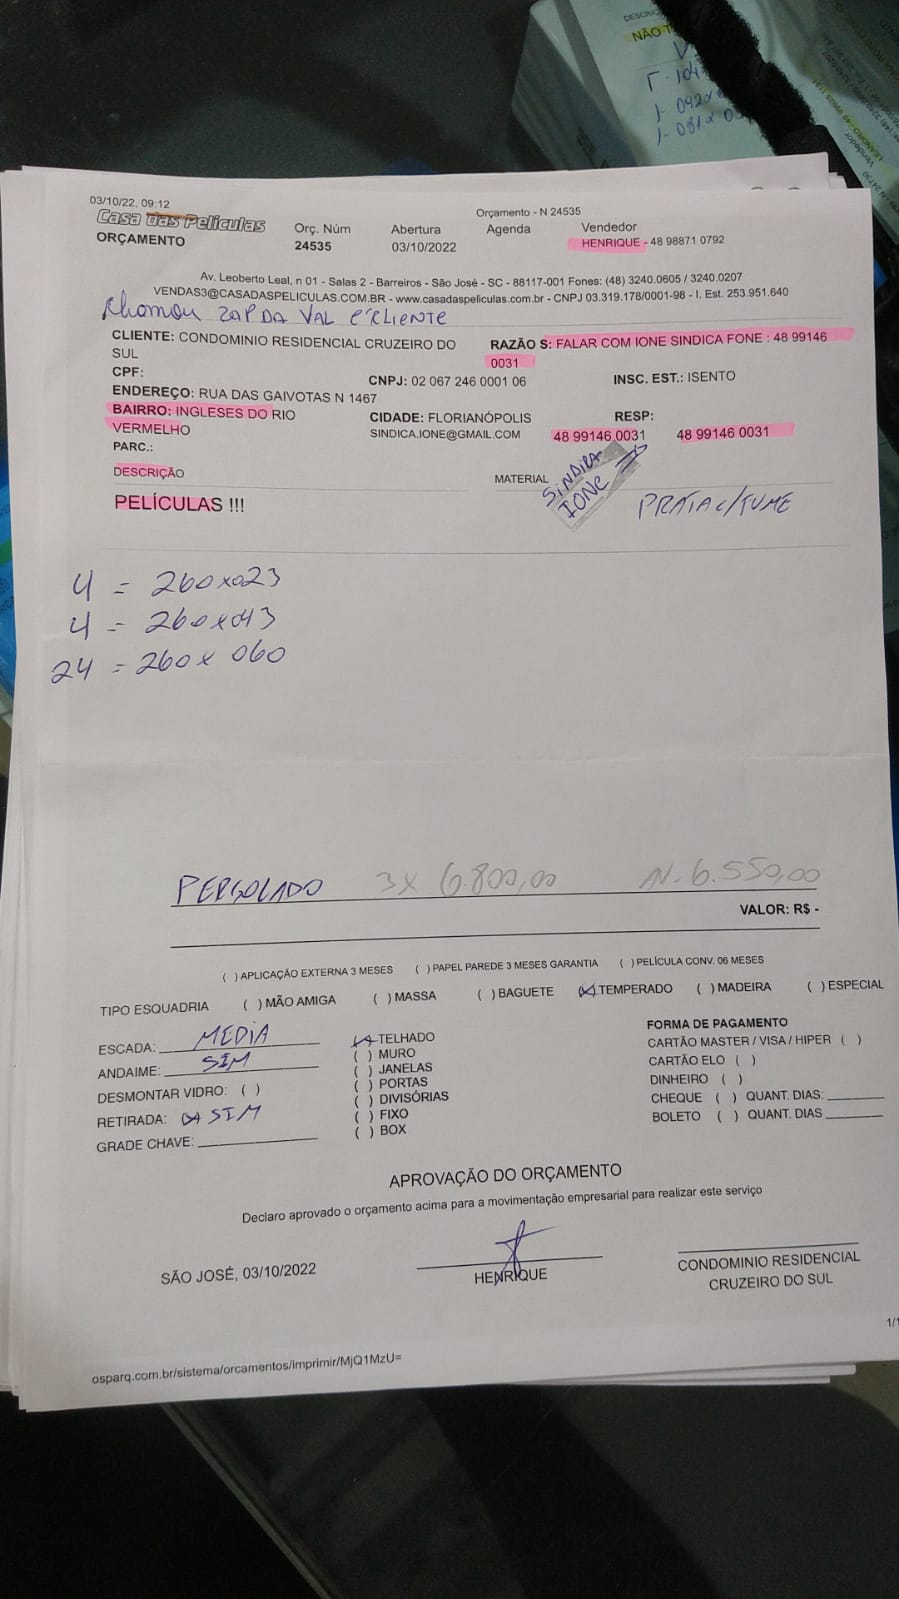 DESCRIÇ
NÃO T
03/10/22, 09:12
Orçamento - N 24535
Casa das Películas
ORÇAMENTO
Orç. Núm Abertura Agenda Vendedor
24535 03/10/2022 HENRIQUE - 48 98871 0792
Av. Leoberto Leal, n 01 - Salas 2 - Barreiros - São José - SC - 88117-001 Fones: (48) 3240.0605 / 3240.0207
VENDAS3@CASADASPELICULAS.COM.BR - www.casadaspeliculas.com.br - CNPJ 03.319.178/0001-98 - I. Est. 253.951.640
ZAP DA VAL
CLIENTE: CONDOMINIO RESIDENCIAL CRUZEIRO DO SUL
RAZÃO S: FALAR COM IONE SINDICA FONE : 48 99146 0031
CPF: CNPJ: 02 067 246 0001 06 INSC. EST.: ISENTO
ENDEREÇO: RUA DAS GAIVOTAS N 1467
BAIRRO: INGLESES DO RIO VERMELHO CIDADE: FLORIANÓPOLIS RESP:
SINDICA.IONE@GMAIL.COM 48 99146 0031 48 99146 0031
PARC.:
DESCRIÇÃO MATERIAL
SINDICA
IONE
PELÍCULAS !!! PRATA C/FUME
4 = 260x023
4 = 260x043
24 = 260x 060
PERGOLADO 3X 6.800,00 N. 6.550,00
VALOR: R$ -
( ) APLICAÇÃO EXTERNA 3 MESES ( ) PAPEL PAREDE 3 MESES GARANTIA ( ) PELÍCULA CONV. 06 MESES
TIPO ESQUADRIA ( ) MÃO AMIGA ( ) MASSA ( ) BAGUETE (X) TEMPERADO ( ) MADEIRA ( ) ESPECIAL
ESCADA: MEDIA
ANDAIME: SIM
DESMONTAR VIDRO: ( )
RETIRADA: (X) SIM
GRADE CHAVE:
(X) TELHADO
( ) MURO
( ) JANELAS
( ) PORTAS
( ) DIVISÓRIAS
( ) FIXO
( ) BOX
FORMA DE PAGAMENTO
CARTÃO MASTER / VISA / HIPER ( )
CARTÃO ELO ( )
DINHEIRO ( )
CHEQUE ( ) QUANT. DIAS:
BOLETO ( ) QUANT. DIAS
APROVAÇÃO DO ORÇAMENTO
Declaro aprovado o orçamento acima para a movimentação empresarial para realizar este serviço
SÃO JOSÉ, 03/10/2022
HENRIQUE
CONDOMINIO RESIDENCIAL
CRUZEIRO DO SUL
1/1
osparq.com.br/sistema/orcamentos/imprimir/MjQ1MzU=